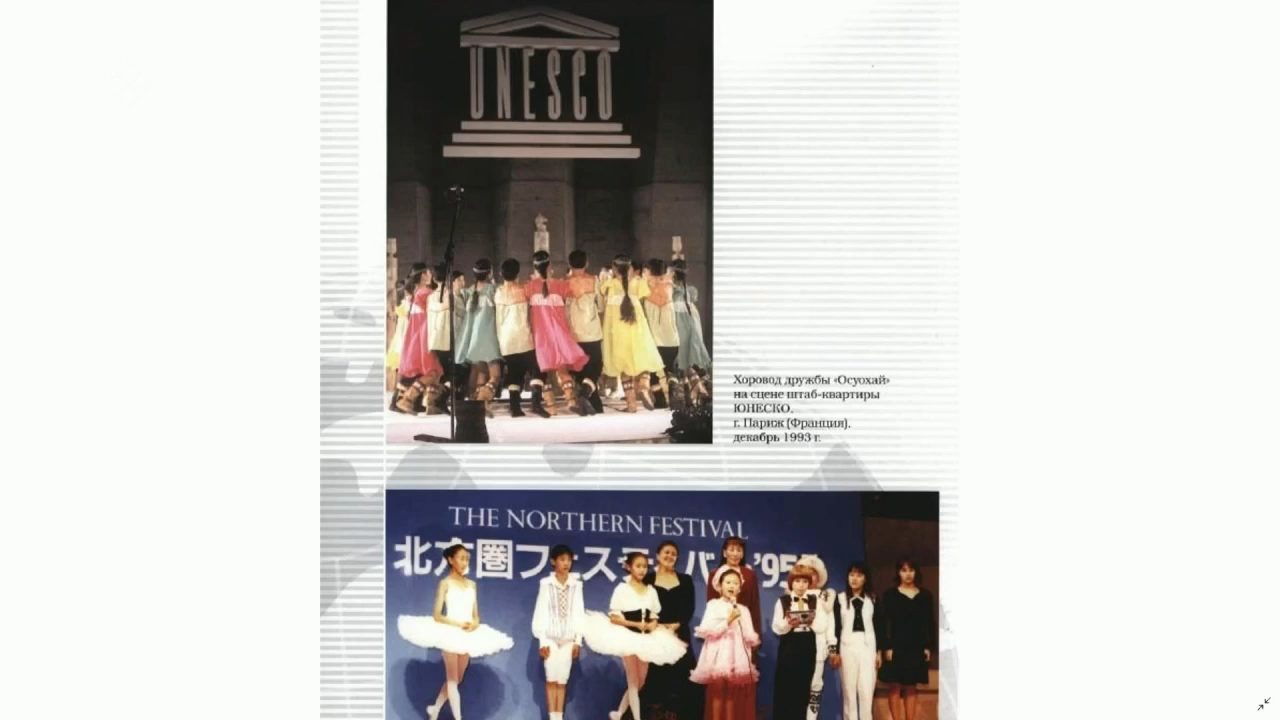 UNESCO
Хоровод дружбы «Осуохай»
на сцене штаб-квартиры
ЮНЕСКО.
г. Париж (Франция),
декабрь 1993 г.
THE NORTHERN FESTIVAL
北方圏フェスティバル '95